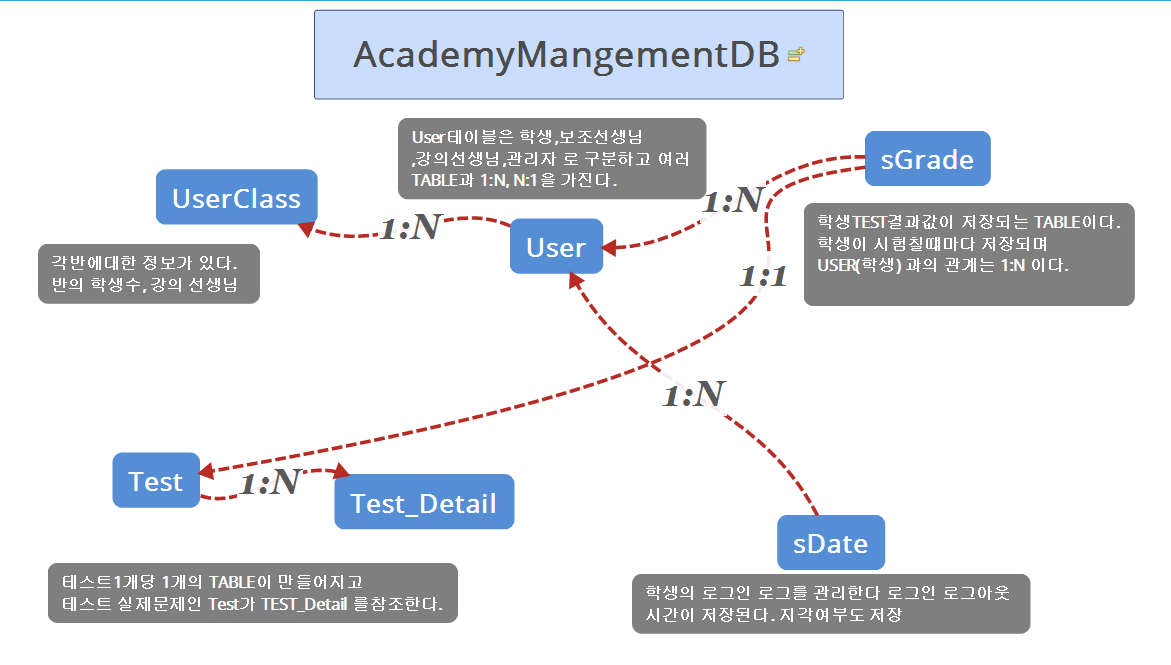 AcademyMangementDB
User테이블은 학생,보조선생님
,강의선생님,관리자 로 구분하고 여러
TABLE과 1:N, N:1을 가진다.
sGrade
UserClass
1:N
1:N
User
학생TEST결과값이 저장되는 TABLE이다.
학생이 시험칠때마다 저장되며
USER(학생) 과의 관계는 1:N 이다.
각반에대한 정보가 있다.
반의 학생수, 강의 선생님
1:1
1:N
Test
1:N
Test_Detail
sDate
테스트1개당 1개의 TABLE이 만들어지고
테스트 실제문제인 Test가 TEST_Detail 를참조한다.
학생의 로그인 로그를 관리한다 로그인 로그아웃
시간이 저장된다. 지각여부도 저장